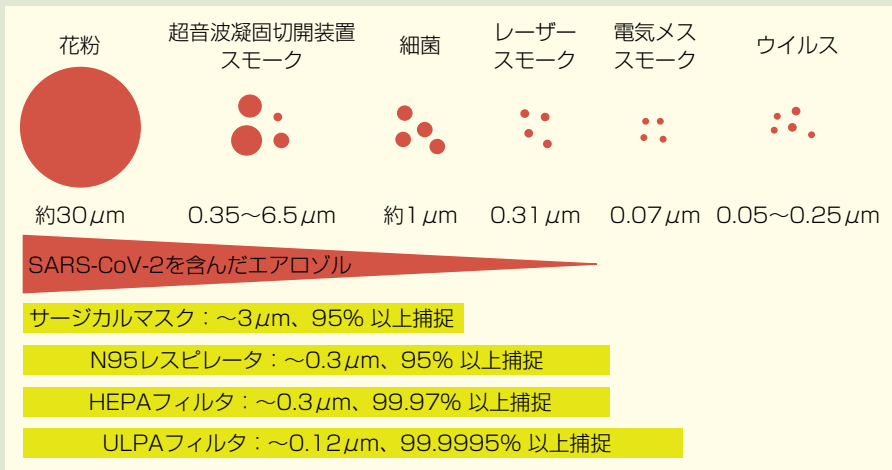 花粉
超音波凝固切開装置
スモーク
細菌
レーザー
スモーク
電気メス
スモーク
ウイルス
約30μm
0.35〜6.5μm
約1μm
0.31μm
0.07μm
0.05〜0.25μm
SARS-CoV-2を含んだエアロゾル
サージカルマスク：〜3μm、95% 以上捕捉
N95レスピレータ：〜0.3μm、95% 以上捕捉
HEPAフィルタ：〜0.3μm、99.97% 以上捕捉
ULPAフィルタ：〜0.12μm、99.9995% 以上捕捉